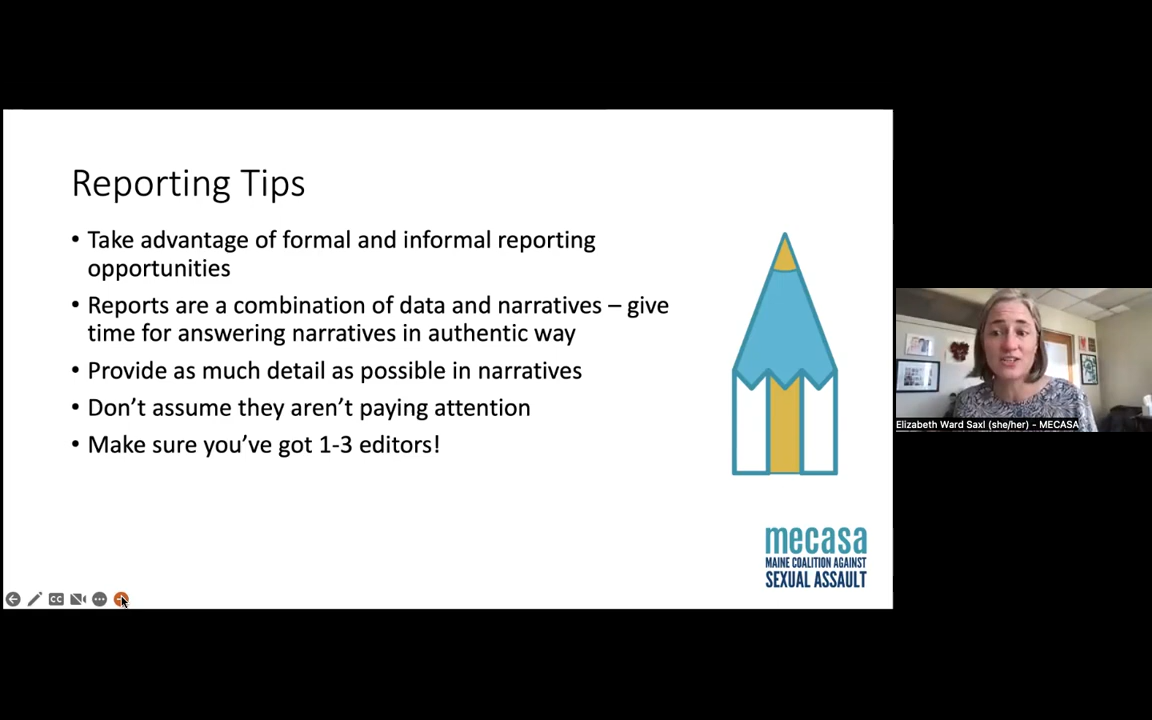 Reporting Tips
• Take advantage of formal and informal reporting
opportunities
• Reports are a combination of data and narratives – give
time for answering narratives in authentic way
• Provide as much detail as possible in narratives
• Don’t assume they aren’t paying attention
• Make sure you’ve got 1-3 editors!
Elizabeth Ward Saxl (she/her) - MECASA
mecasa
MAINE COALITION AGAINST
SEXUAL ASSAULT
CC